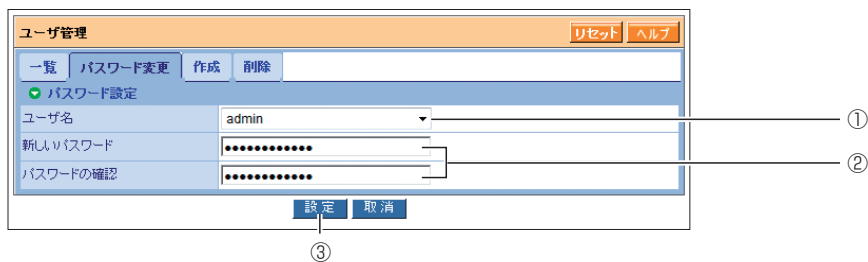 ユーザ管理 リセット ヘルプ
一覧 パスワード変更 作成 削除
パスワード設定
ユーザ名 admin ①
新しいパスワード ●●●●●●●●●●●● ②
パスワードの確認 ●●●●●●●●●●●●
設定 取消
③